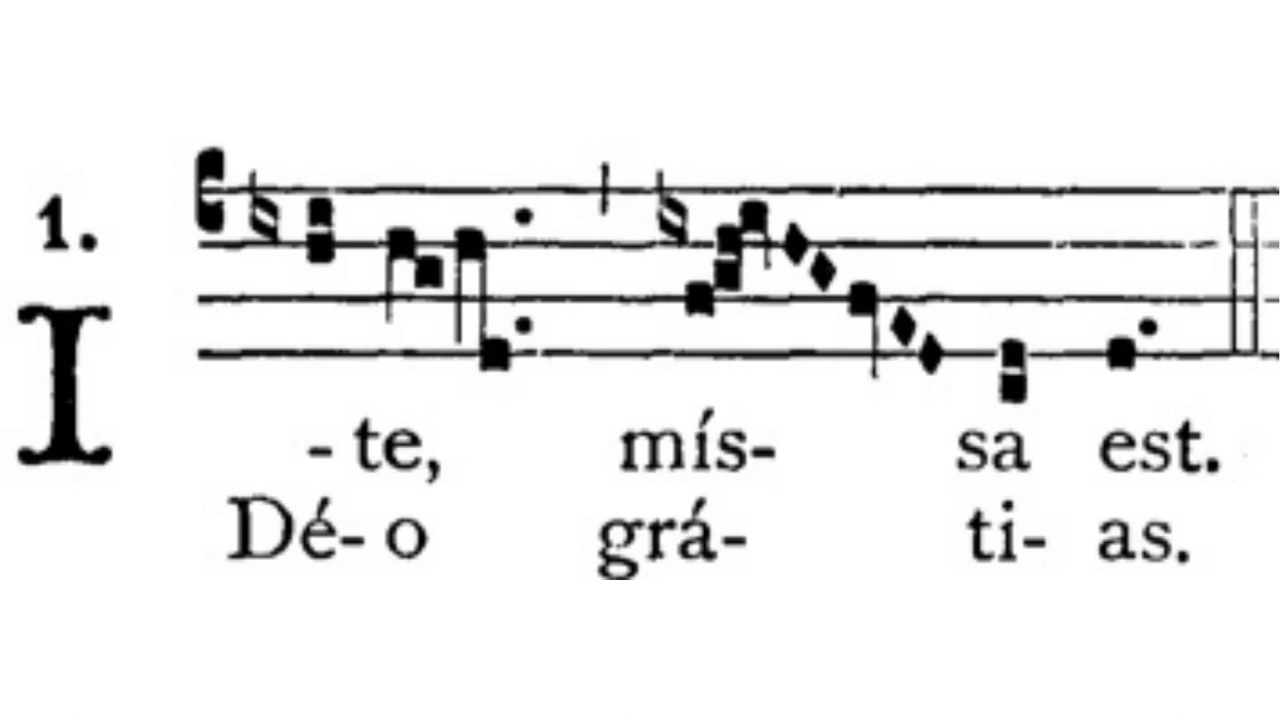 1.
I - te, mís- sa est.
Dé- o grá- ti- as.